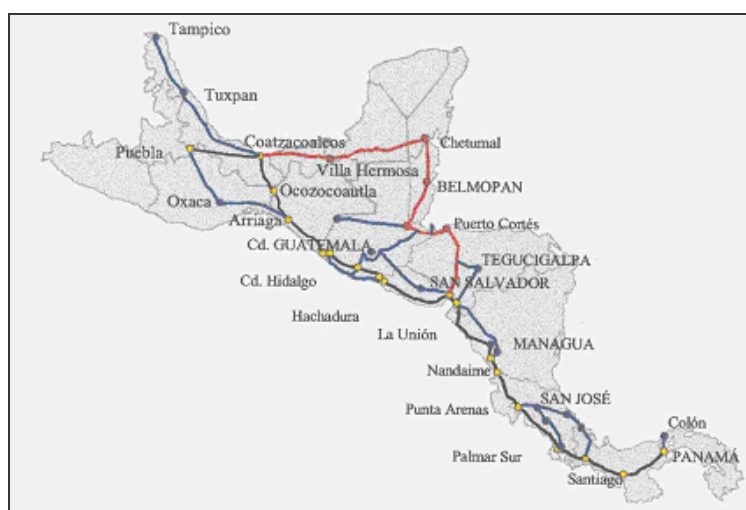 Tampico
Tuxpan
Coatzacoalcos
Chetumal
Puebla
Villa Hermosa
BELMOPAN
Ocozocoautla
Oxaca
Arriaga
Puerto Cortés
Cd. GUATEMALA
TEGUCIGALPA
Cd. Hidalgo
SAN SALVADOR
Hachadura
La Unión
MANAGUA
Nandaime
SAN JOSÉ
Punta Arenas
Colón
Palmar Sur
PANAMÁ
Santiago